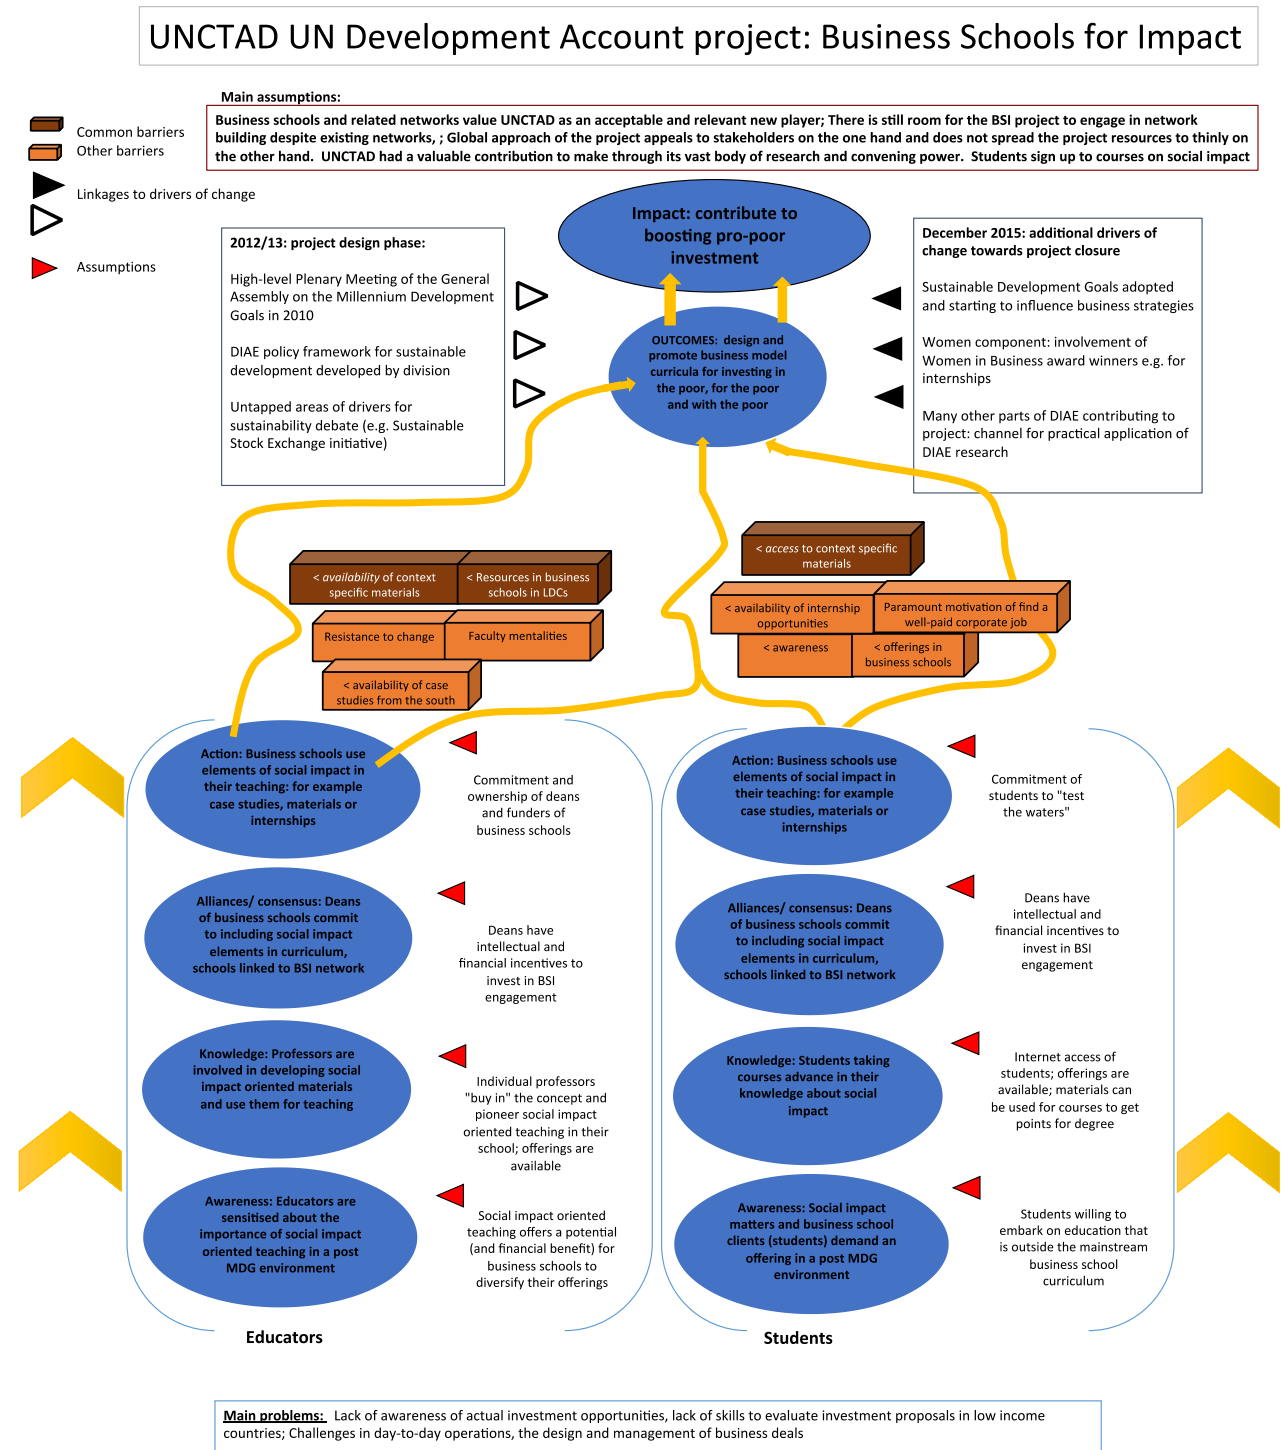 UNCTAD UN Development Account project: Business Schools for Impact
Main assumptions:
Business schools and related networks value UNCTAD as an acceptable and relevant new player; There is still room for the BSI project to engage in network
building despite existing networks, ; Global approach of the project appeals to stakeholders on the one hand and does not spread the project resources to thinly on
the other hand.  UNCTAD had a valuable contribution to make through its vast body of research and convening power.  Students sign up to courses on social impact
Common barriers
Other barriers
Linkages to drivers of change
Assumptions
2012/13: project design phase:
High-level Plenary Meeting of the General
Assembly on the Millennium Development
Goals in 2010
DIAE policy framework for sustainable
development developed by division
Untapped areas of drivers for
sustainability debate (e.g. Sustainable
Stock Exchange initiative)
Impact: contribute to
boosting pro-poor
investment
OUTCOMES:  design and
promote business model
curricula for investing in
the poor, for the poor
and with the poor
December 2015: additional drivers of
change towards project closure
Sustainable Development Goals adopted
and starting to influence business strategies
Women component: involvement of
Women in Business award winners e.g. for
internships
Many other parts of DIAE contributing to
project: channel for practical application of
DIAE research
< availability of context
specific materials
< Resources in business
schools in LDCs
Resistance to change
Faculty mentalities
< availability of case
studies from the south
< access to context specific
materials
< availability of internship
opportunities
Paramount motivation of find a
well-paid corporate job
< awareness
< offerings in
business schools
Action: Business schools use
elements of social impact in
their teaching: for example
case studies, materials or
internships
Commitment and
ownership of deans
and funders of
business schools
Alliances/ consensus: Deans
of business schools commit
to including social impact
elements in curriculum,
schools linked to BSI network
Deans have
intellectual and
financial incentives to
invest in BSI
engagement
Knowledge: Professors are
involved in developing social
impact oriented materials
and use them for teaching
Individual professors
"buy in" the concept and
pioneer social impact
oriented teaching in their
school; offerings are
available
Awareness: Educators are
sensitised about the
importance of social impact
oriented teaching in a post
MDG environment
Social impact oriented
teaching offers a potential
(and financial benefit) for
business schools to
diversify their offerings
Educators
Action: Business schools use
elements of social impact in
their teaching: for example
case studies, materials or
internships
Commitment of
students to "test
the waters"
Alliances/ consensus: Deans
of business schools commit
to including social impact
elements in curriculum,
schools linked to BSI network
Deans have
intellectual and
financial incentives to
invest in BSI
engagement
Knowledge: Students taking
courses advance in their
knowledge about social
impact
Internet access of
students; offerings are
available; materials can
be used for courses to get
points for degree
Awareness: Social impact
matters and business school
clients (students) demand an
offering in a post MDG
environment
Students willing to
embark on education that
is outside the mainstream
business school
curriculum
Students
Main problems:  Lack of awareness of actual investment opportunities, lack of skills to evaluate investment proposals in low income
countries; Challenges in day-to-day operations, the design and management of business deals